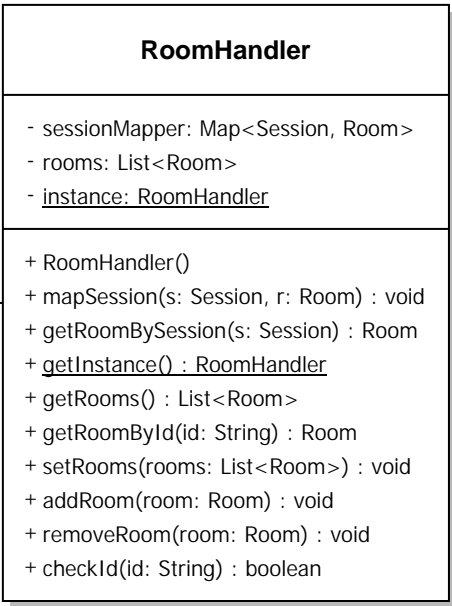 RoomHandler
- sessionMapper: Map<Session, Room>
- rooms: List<Room>
- instance: RoomHandler
+ RoomHandler()
+ mapSession(s: Session, r: Room) : void
+ getRoomBySession(s: Session) : Room
+ getInstance() : RoomHandler
+ getRooms() : List<Room>
+ getRoomById(id: String) : Room
+ setRooms(rooms: List<Room>) : void
+ addRoom(room: Room) : void
+ removeRoom(room: Room) : void
+ checkId(id: String) : boolean